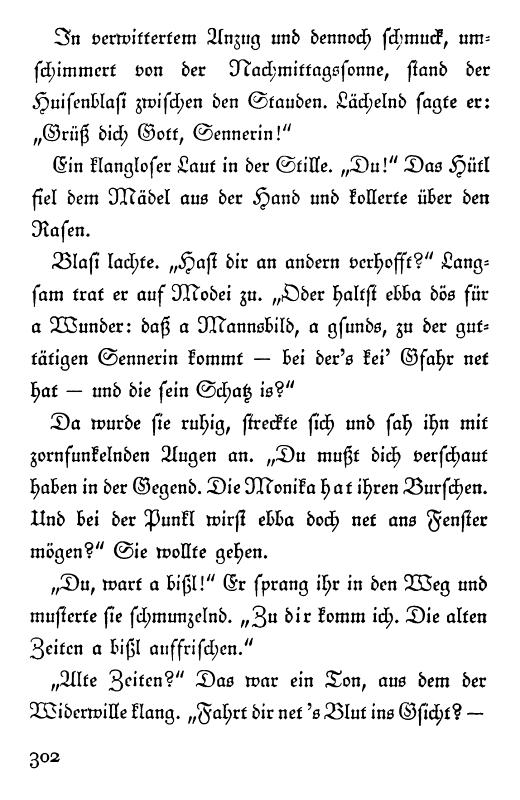 In verwittertem Anzug und dennoch schmuck, um-
schimmert von der Nachmittagssonne, stand der
Huisenblasi zwischen den Stauden. Lächelnd sagte er:
„Grüß dich Gott, Sennerin!“
Ein klangloser Laut in der Stille. „Du!“ Das Hütl
fiel dem Mädel aus der Hand und kollerte über den
Rasen.
Blasi lachte. „Hast dir an andern verhofft?“ Lang-
sam trat er auf Modei zu. „Oder haltst ebba dös für
a Wunder: daß a Mannsbild, a gsunds, zu der gut-
tätigen Sennerin kommt — bei der's kei' Gfahr net
hat — und die sein Schatz is?“
Da wurde sie ruhig, streckte sich und sah ihn mit
zornfunkelnden Augen an. „Du mußt dich verschaut
haben in der Gegend. Die Monika hat ihren Burschen.
Und bei der Punkl wirst ebba doch net ans Fenster
mögen?“ Sie wollte gehen.
„Du, wart a bißl!“ Er sprang ihr in den Weg und
musterte sie schmunzelnd. „Zu dir komm ich. Die alten
Zeiten a bißl auffrischen.“
„Alte Zeiten?“ Das war ein Ton, aus dem der
Widerwille klang. „Fahrt dir net 's Blut ins Gsicht? —
302